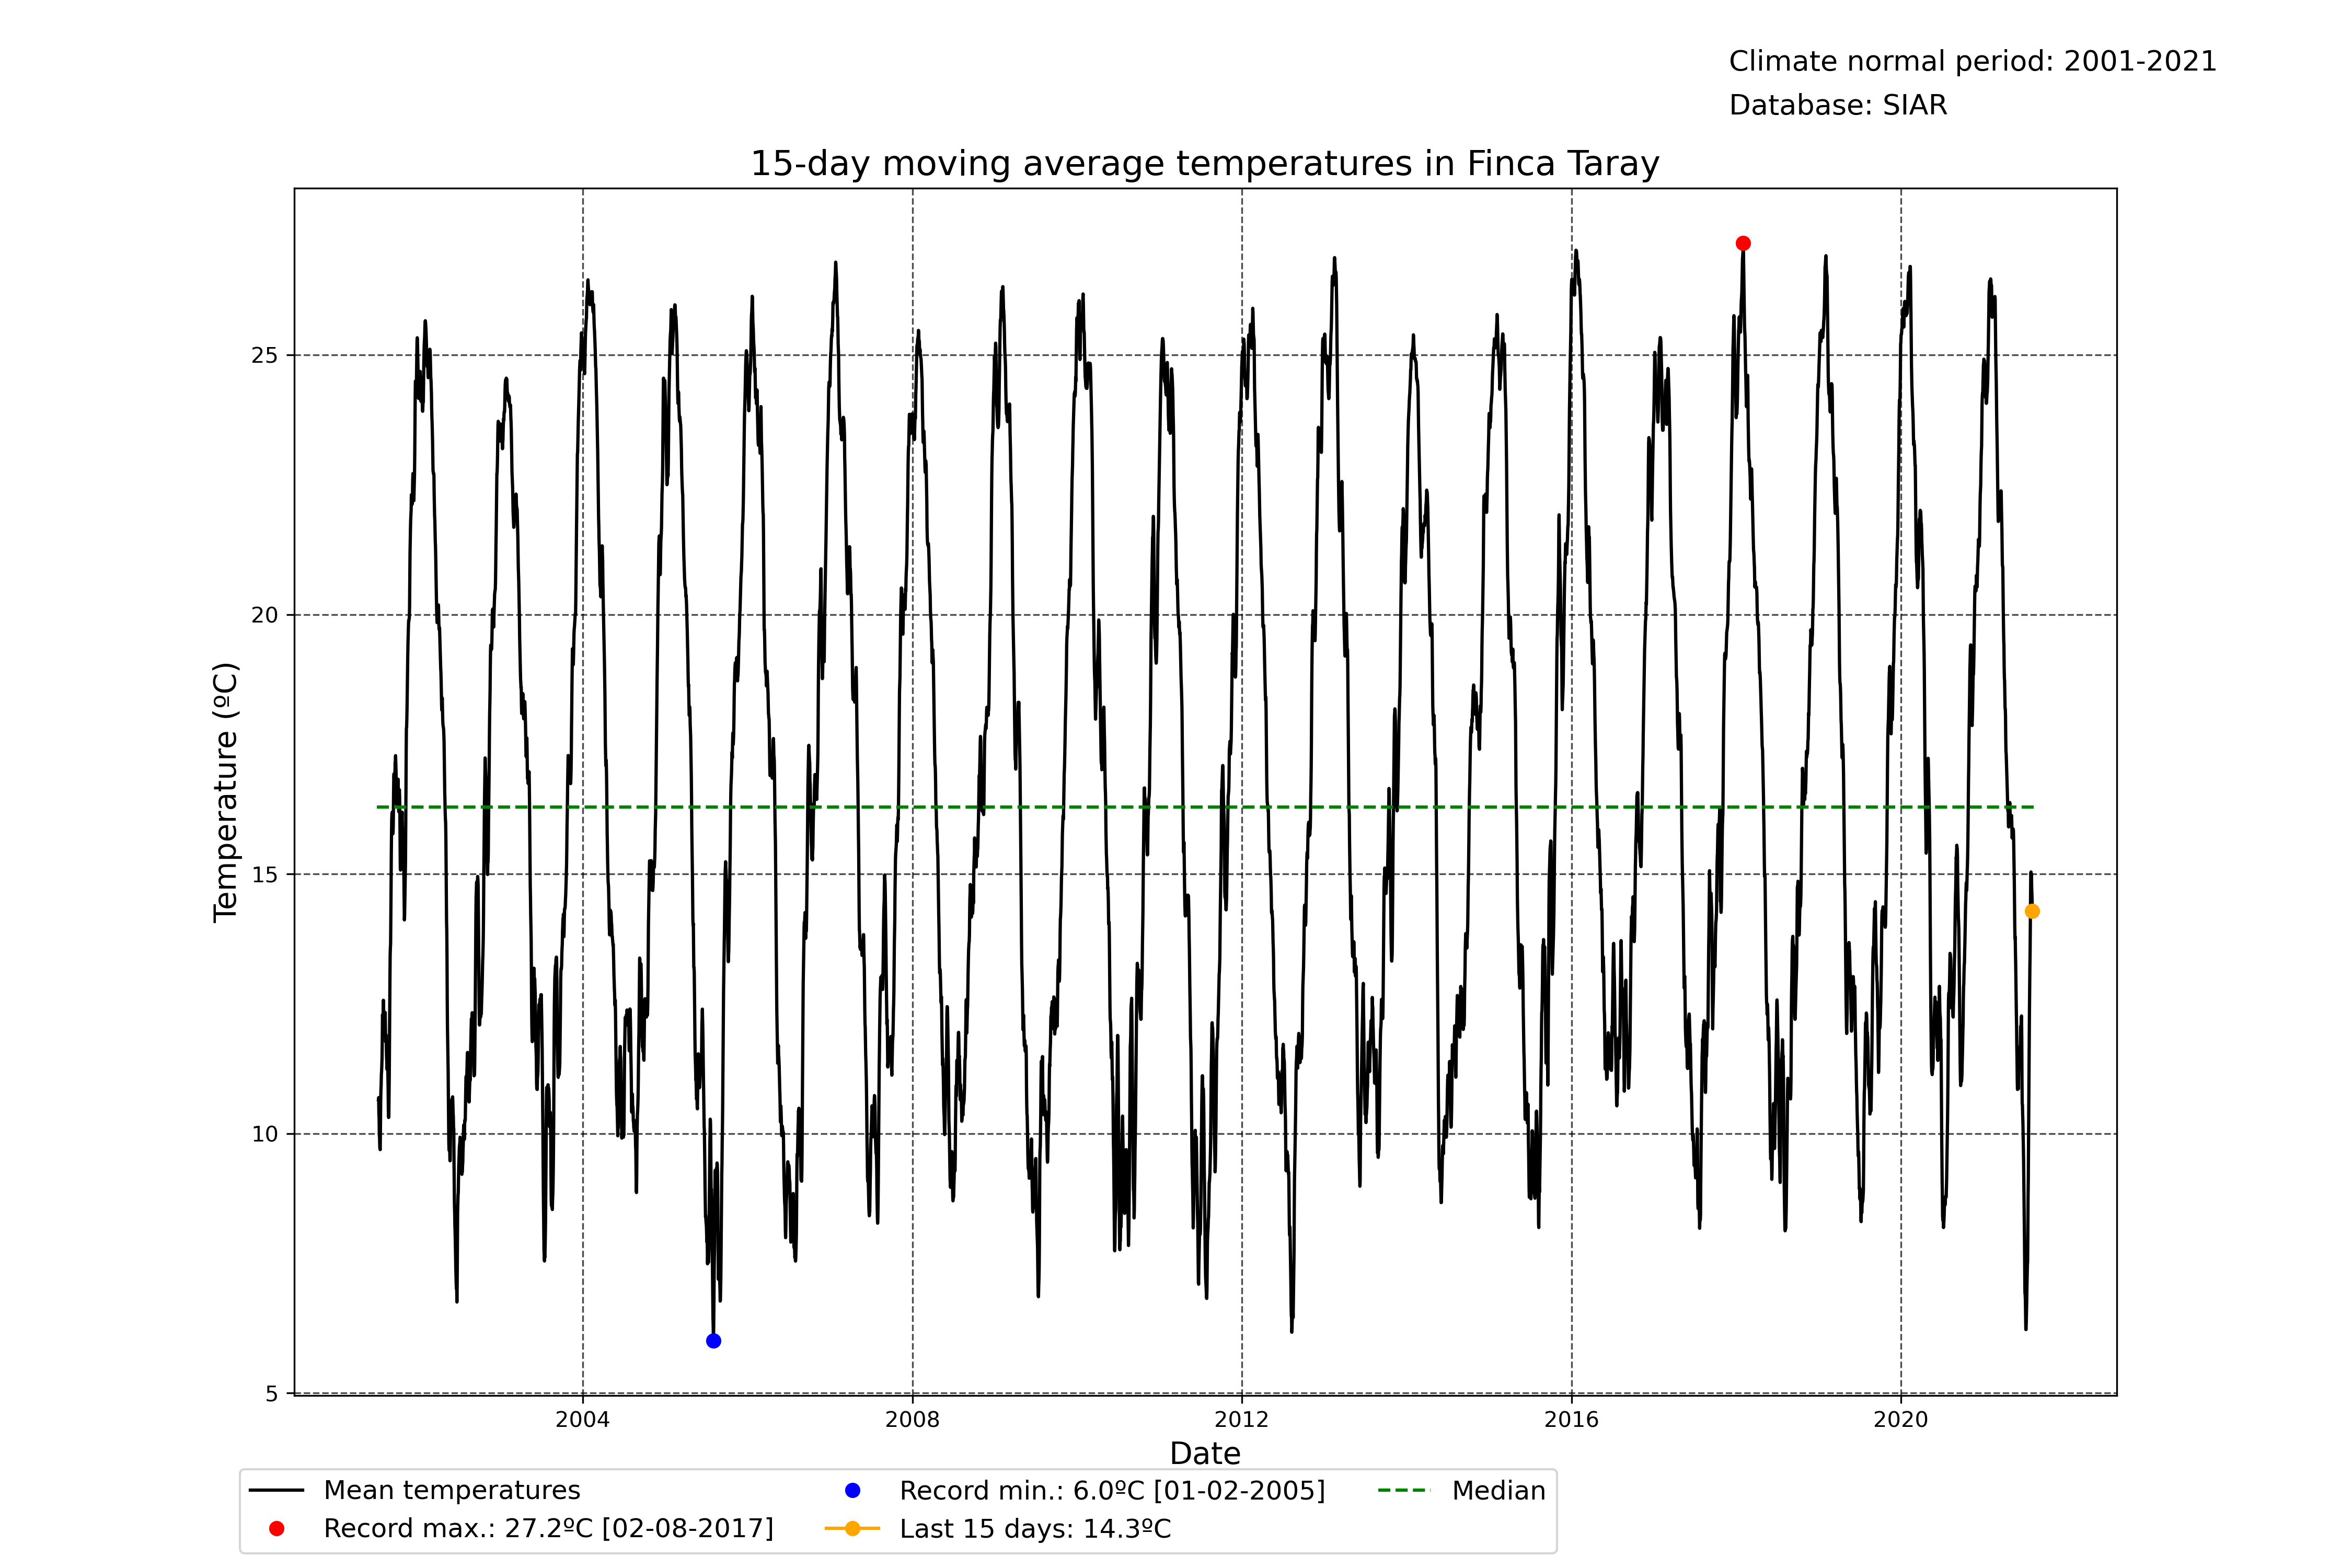 Climate normal period: 2001-2021
Database: SIAR
15-day moving average temperatures in Finca Taray
Temperature (ºC)
25
20
15
10
5
2004
2008
2012
2016
2020
Date
Mean temperatures
Record max.: 27.2ºC [02-08-2017]
Record min.: 6.0ºC [01-02-2005]
Last 15 days: 14.3ºC
Median